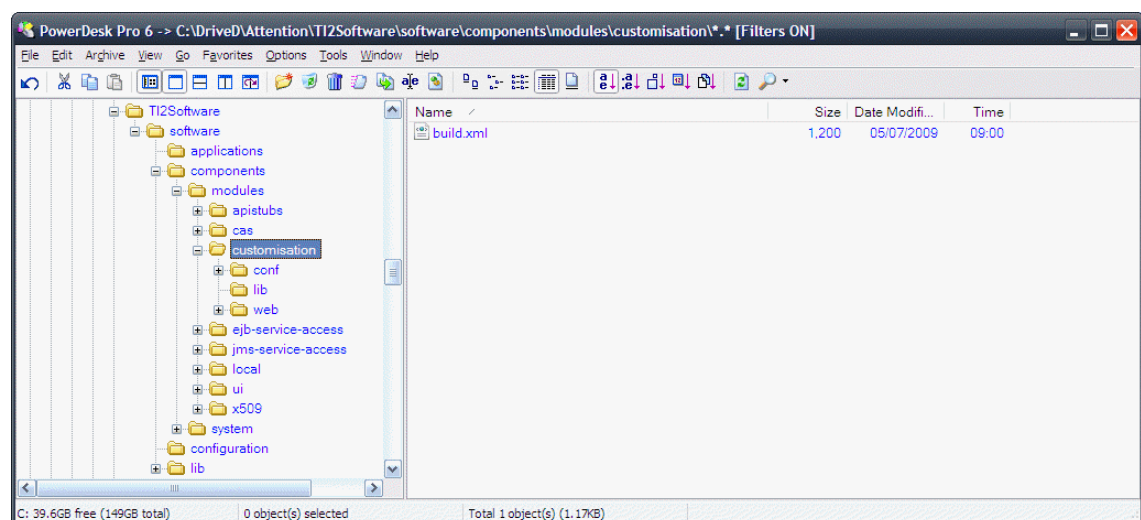 PowerDesk Pro 6 -> C:\DriveD\Attention\TI2Software\software\components\modules\customisation\*.* [Filters ON]
File Edit Archive View Go Favorites Options Tools Window Help
TI2Software
software
applications
components
modules
apistubs
cas
customisation
conf
lib
web
ejb-service-access
jms-service-access
local
ui
x509
system
configuration
lib
Name Size Date Modifi... Time
build.xml 1,200 05/07/2009 09:00
C: 39.6GB free (149GB total) 0 object(s) selected Total 1 object(s) (1.17KB)